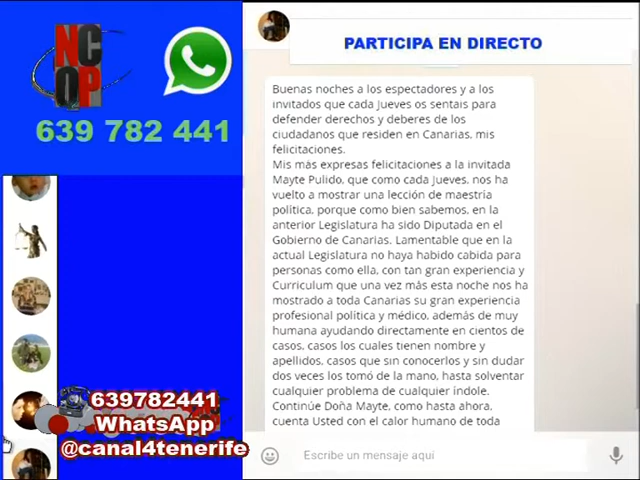 NC
OP
639 782 441
PARTICIPA EN DIRECTO
Buenas noches a los espectadores y a los
invitados que cada Jueves os sentais para
defender derechos y deberes de los
ciudadanos que residen en Canarias, mis
felicitaciones.
Mis más expresas felicitaciones a la invitada
Mayte Pulido, que como cada Jueves, nos ha
vuelto a mostrar una lección de maestría
política, porque como bien sabemos, en la
anterior Legislatura ha sido Diputada en el
Gobierno de Canarias. Lamentable que en la
actual Legislatura no haya habido cabida para
personas como ella, con tan gran experiencia y
Curriculum que una vez más esta noche nos ha
mostrado a toda Canarias su gran experiencia
profesional política y médico, además de muy
humana ayudando directamente en cientos de
casos, casos los cuales tienen nombre y
apellidos, casos que sin conocerlos y sin dudar
dos veces los tomó de la mano, hasta solventar
cualquier problema de cualquier índole.
Continúe Doña Mayte, como hasta ahora,
cuenta Usted con el calor humano de toda
639782441
WhatsApp
@canal4tenerife
Escribe un mensaje aquí